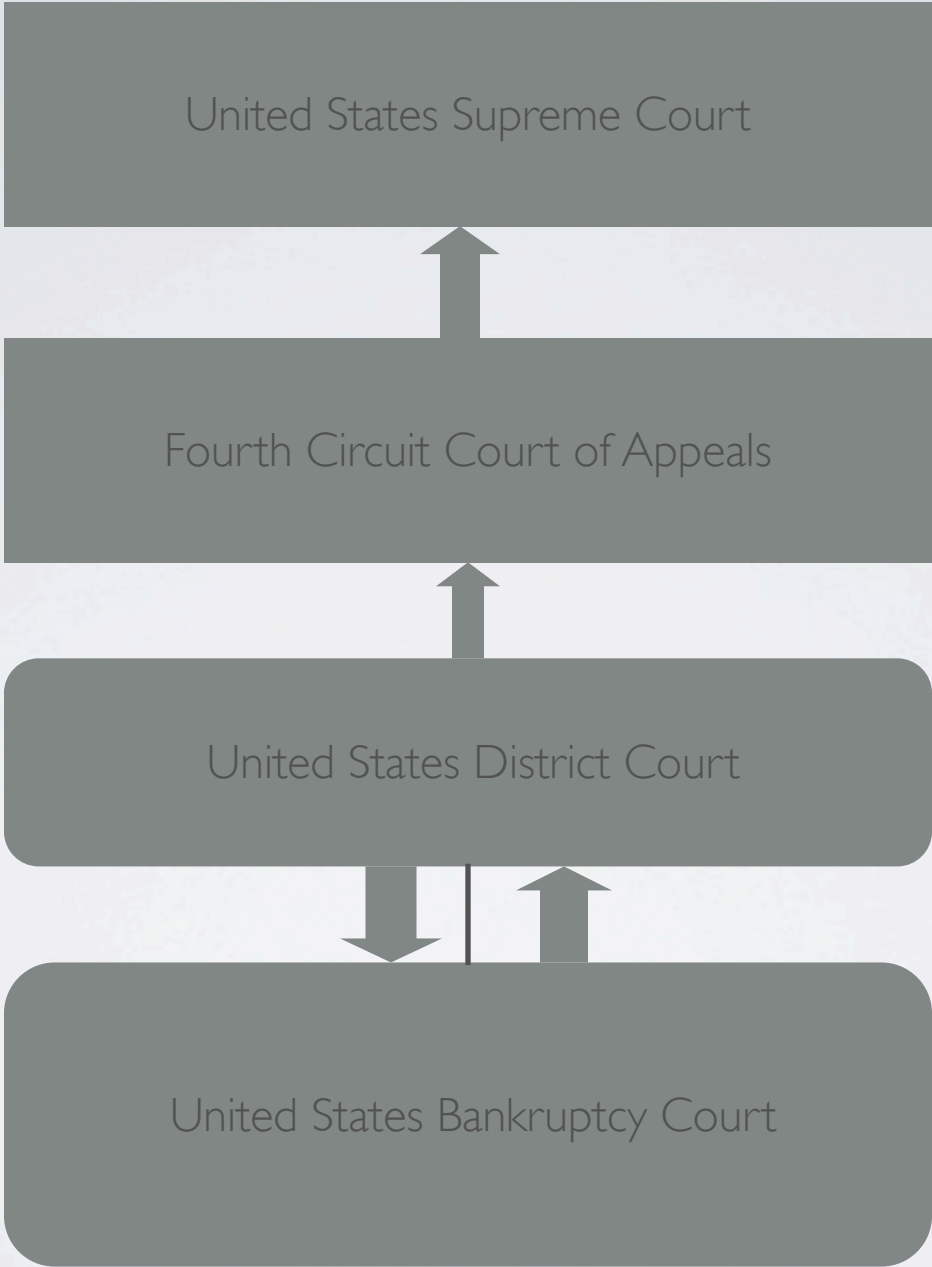 United States Supreme Court
Fourth Circuit Court of Appeals
United States District Court
United States Bankruptcy Court